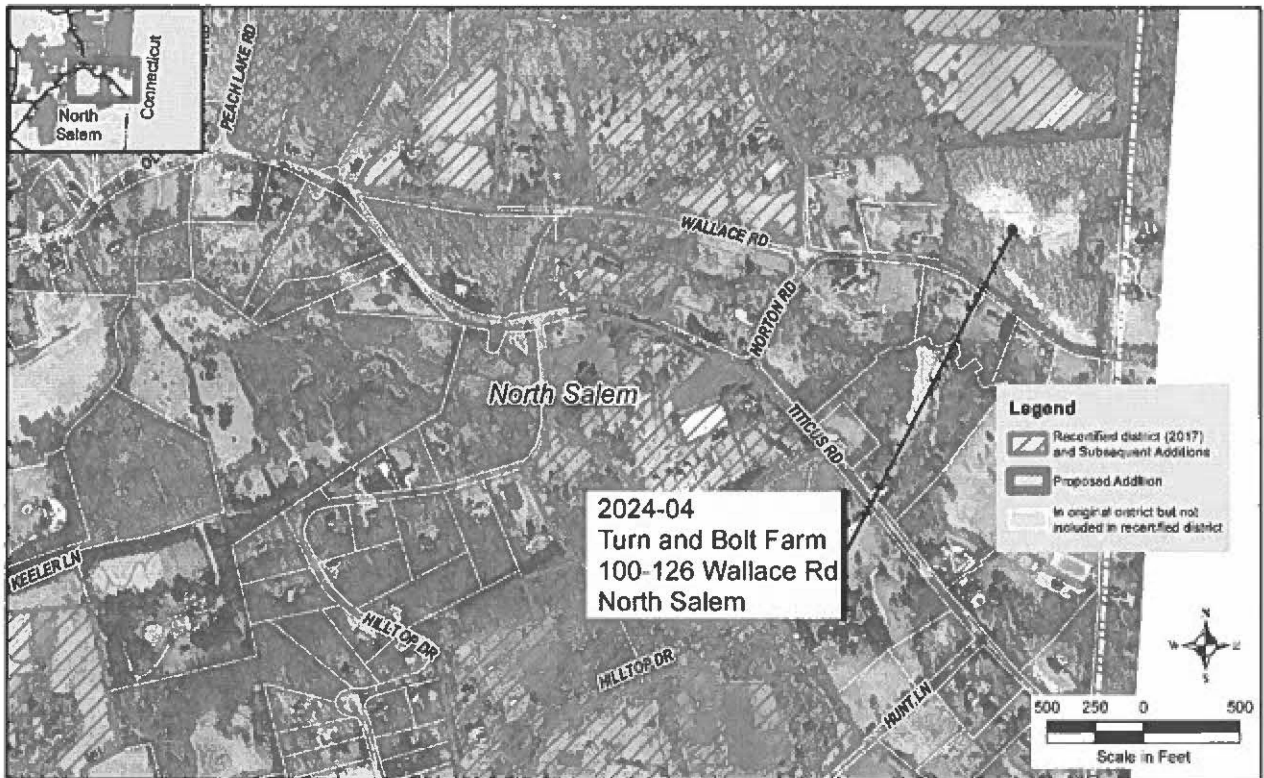 North
Salem
Connecticut
PEACH LAKE RD
WALLACE RD
NORTON RD
TITICUS RD
North Salem
KEELER LN
HILLTOP DR
HILLTOP DR
HUNT LN
2024-04
Turn and Bolt Farm
100-126 Wallace Rd
North Salem
Legend
Recertified district (2017)
and Subsequent Additions
Proposed Addition
In original district but not
included in recertified district
N
W
E
S
500 250 0 500
Scale in Feet